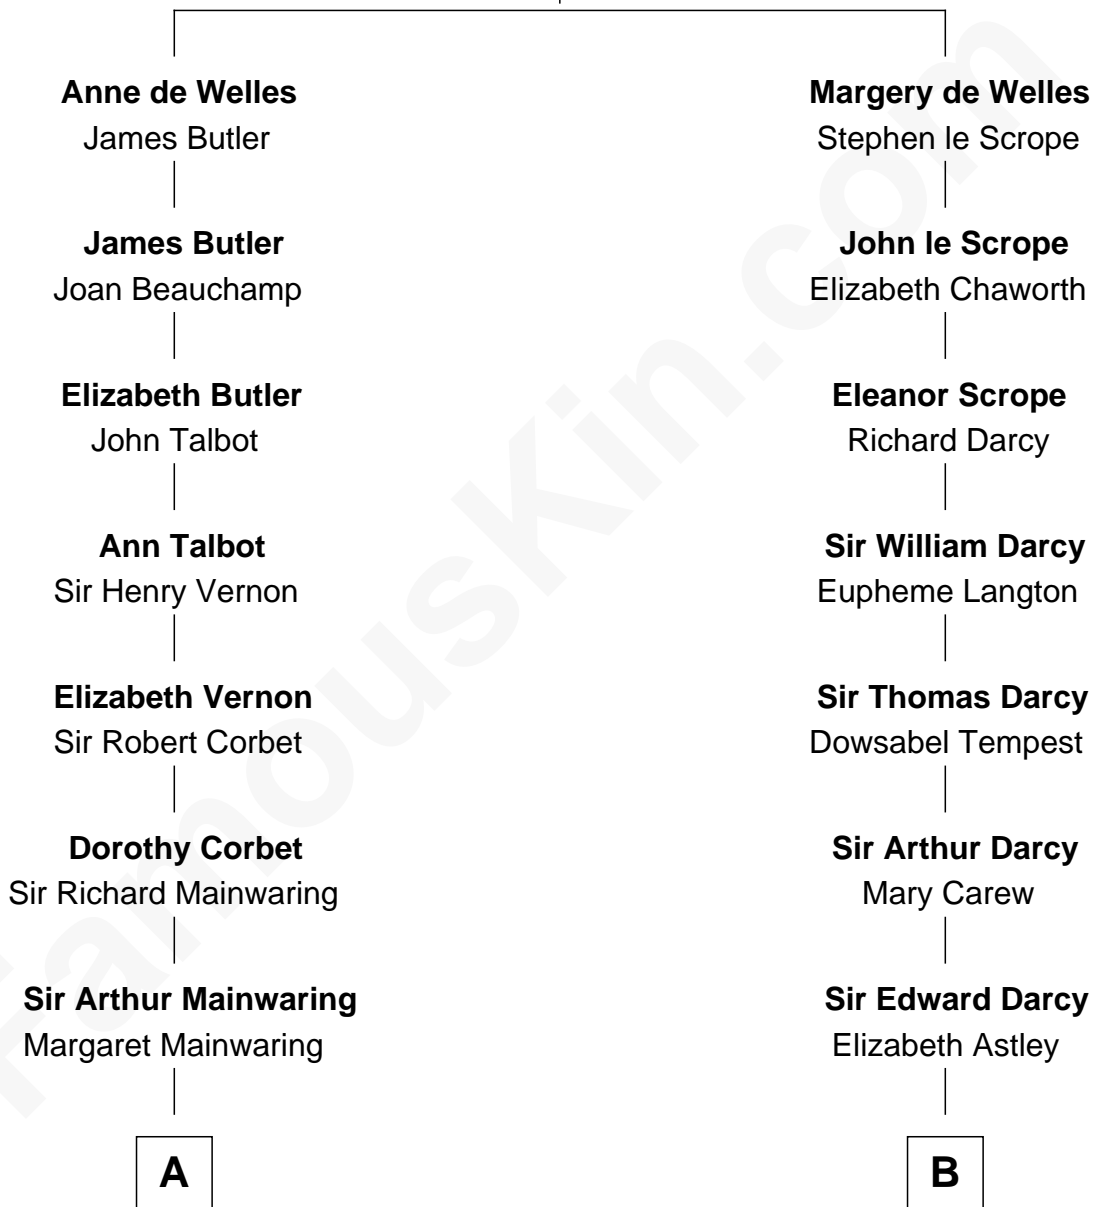 Anne de Welles
James Butler
James Butler
Joan Beauchamp
Elizabeth Butler
John Talbot
Ann Talbot
Sir Henry Vernon
Elizabeth Vernon
Sir Robert Corbet
Dorothy Corbet
Sir Richard Mainwaring
Sir Arthur Mainwaring
Margaret Mainwaring
A
Margery de Welles
Stephen le Scrope
John le Scrope
Elizabeth Chaworth
Eleanor Scrope
Richard Darcy
Sir William Darcy
Eupheme Langton
Sir Thomas Darcy
Dowsabel Tempest
Sir Arthur Darcy
Mary Carew
Sir Edward Darcy
Elizabeth Astley
B
FamousKin.com